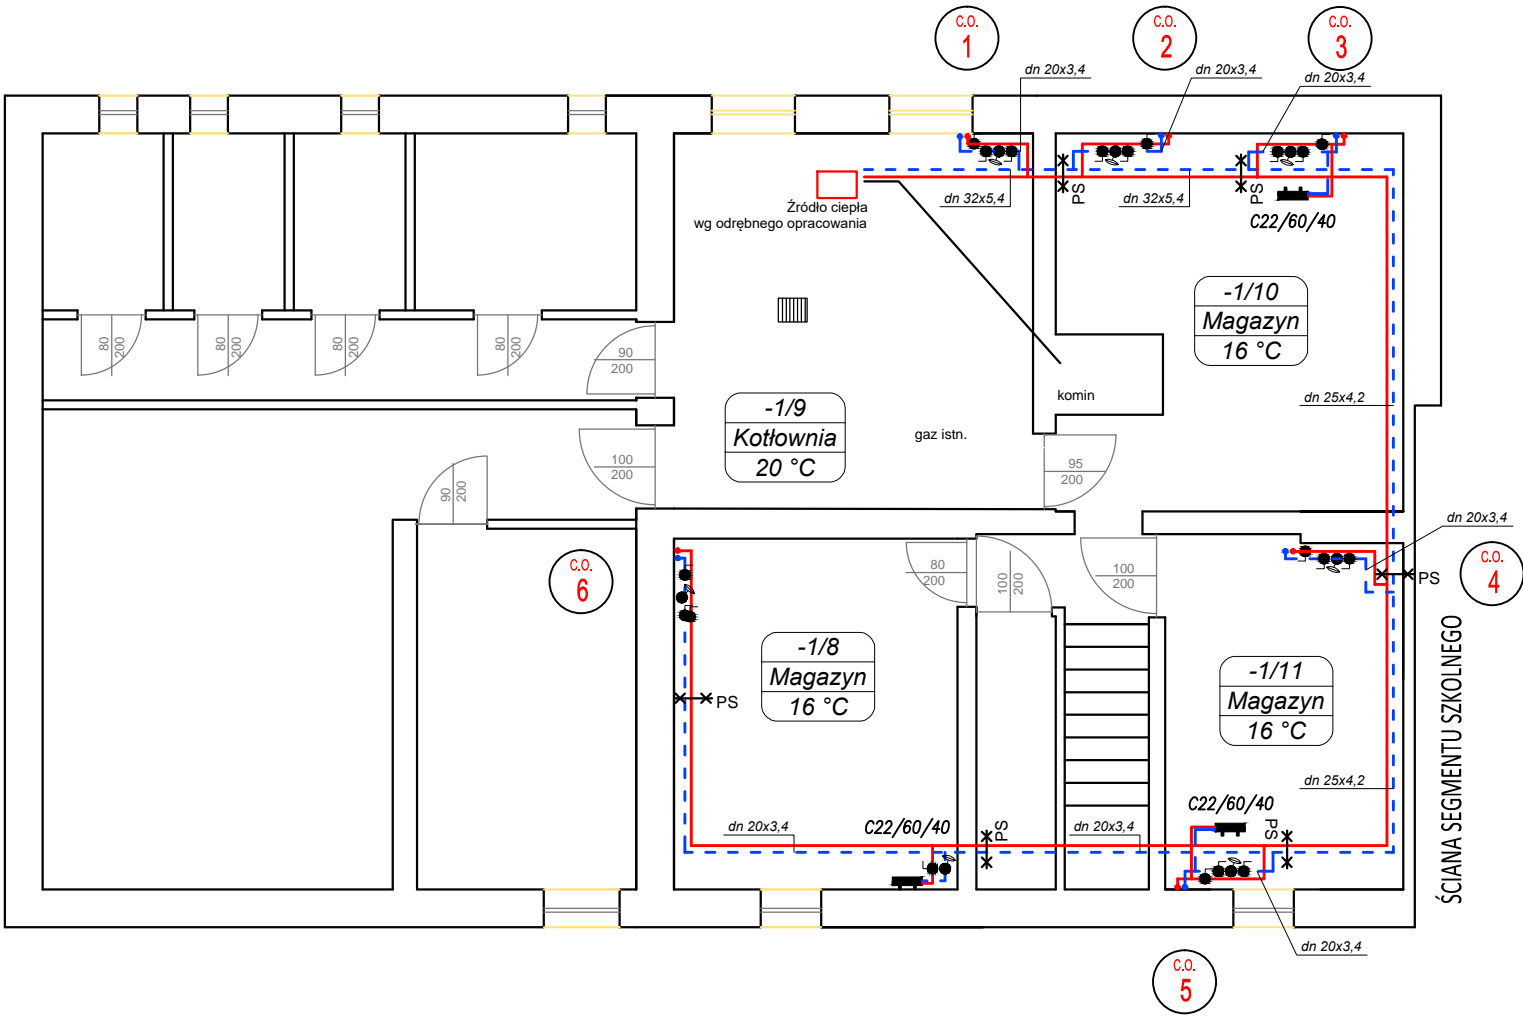 C.O.
1
C.O.
2
C.O.
3
dn 20x3,4
dn 20x3,4
dn 20x3,4
dn 32x5,4
PS
dn 32x5,4
PS
C22/60/40
Źródło ciepła
wg odrębnego opracowania
-1/10
Magazyn
16 °C
80
200
80
200
80
200
80
200
90
200
komin
dn 25x4,2
-1/9
Kotłownia
20 °C
gaz istn.
100
200
95
200
90
200
dn 20x3,4
C.O.
6
80
200
100
200
100
200
PS
C.O.
4
-1/8
Magazyn
16 °C
-1/11
Magazyn
16 °C
PS
ŚCIANA SEGMENTU SZKOLNEGO
dn 25x4,2
C22/60/40
dn 20x3,4
C22/60/40
PS
dn 20x3,4
PS
dn 20x3,4
C.O.
5